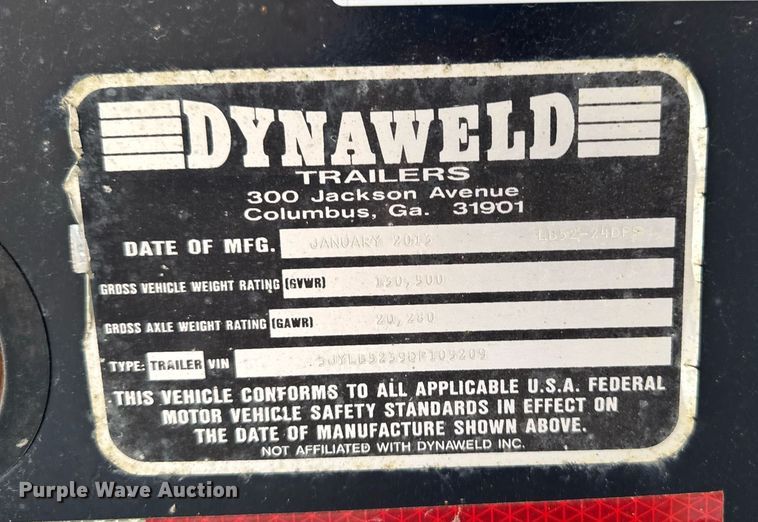 DYNAWELD
TRAILERS
300 Jackson Avenue
Columbus, Ga. 31901
DATE OF MFG. JANUARY 2012
GROSS VEHICLE WEIGHT RATING (GVWR)
GROSS AXLE WEIGHT RATING (GAWR)
TYPE: TRAILER VIN
THIS VEHICLE CONFORMS TO ALL APPLICABLE U.S.A. FEDERAL
MOTOR VEHICLE SAFETY STANDARDS IN EFFECT ON
THE DATE OF MANUFACTURE SHOWN ABOVE.
NOT AFFILIATED WITH DYNAWELD INC.
Purple Wave Auction